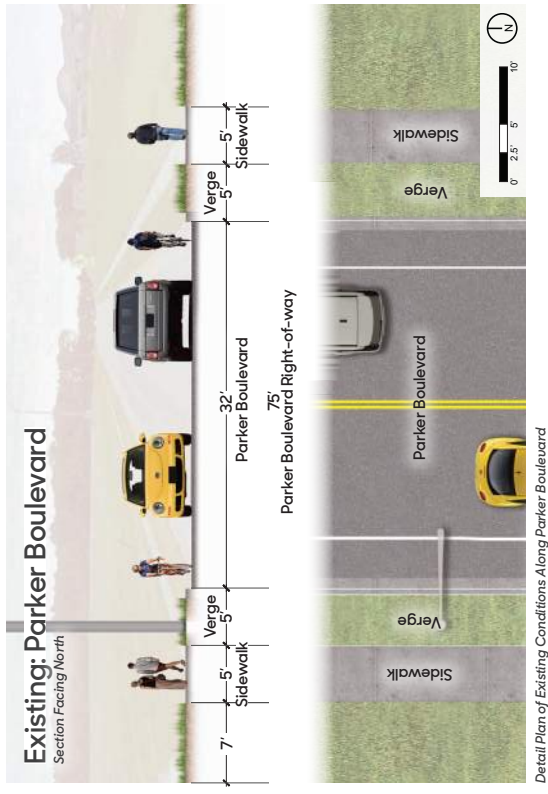 Existing: Parker Boulevard
Section Facing North
7'
5'
Sidewalk
Verge
5'
32'
Parker Boulevard
Verge
5'
5'
Sidewalk
75'
Parker Boulevard Right-of-way
Sidewalk
Verge
Parker Boulevard
Verge
Sidewalk
0'
2.5'
5'
10'
N
Detail Plan of Existing Conditions Along Parker Boulevard